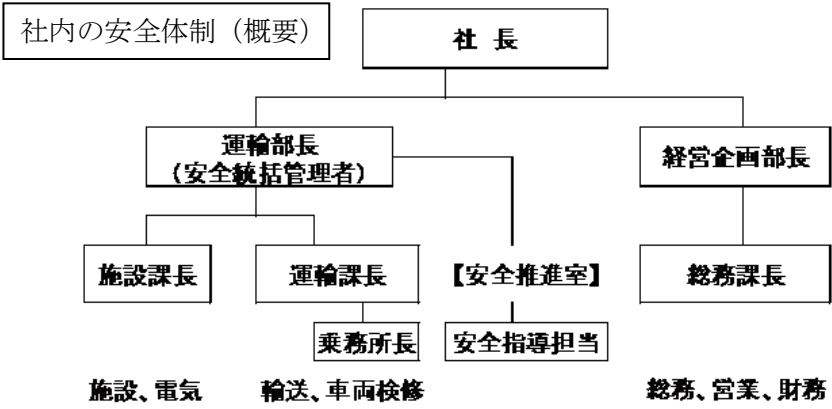 社内の安全体制（概要）
社 長
運輸部長
（安全統括管理者）
経営企画部長
施設課長
運輸課長
【安全推進室】
総務課長
乗務所長
安全指導担当
施設、電気
輸送、車両検修
総務、営業、財務